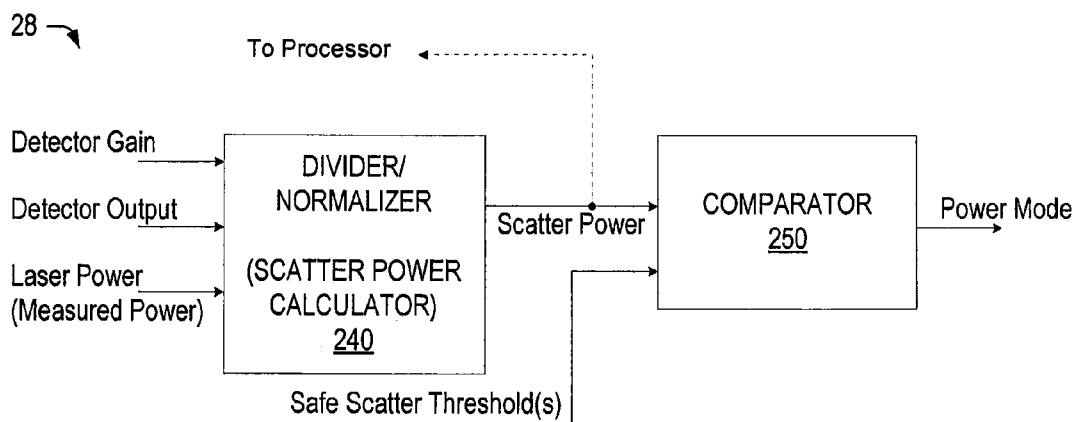 28
To Processor
Detector Gain
Detector Output
Laser Power
(Measured Power)
DIVIDER/
NORMALIZER
(SCATTER POWER
CALCULATOR)
240
Scatter Power
COMPARATOR
250
Power Mode
Safe Scatter Threshold(s)